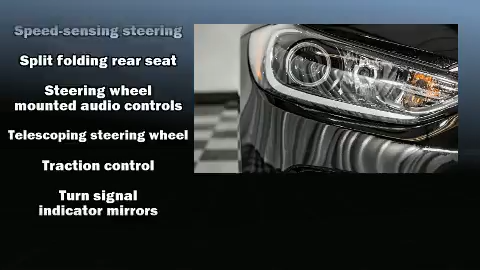 Speed-sensing steering
Split folding rear seat
Steering wheel
mounted audio controls
Telescoping steering wheel
Traction control
Turn signal
indicator mirrors